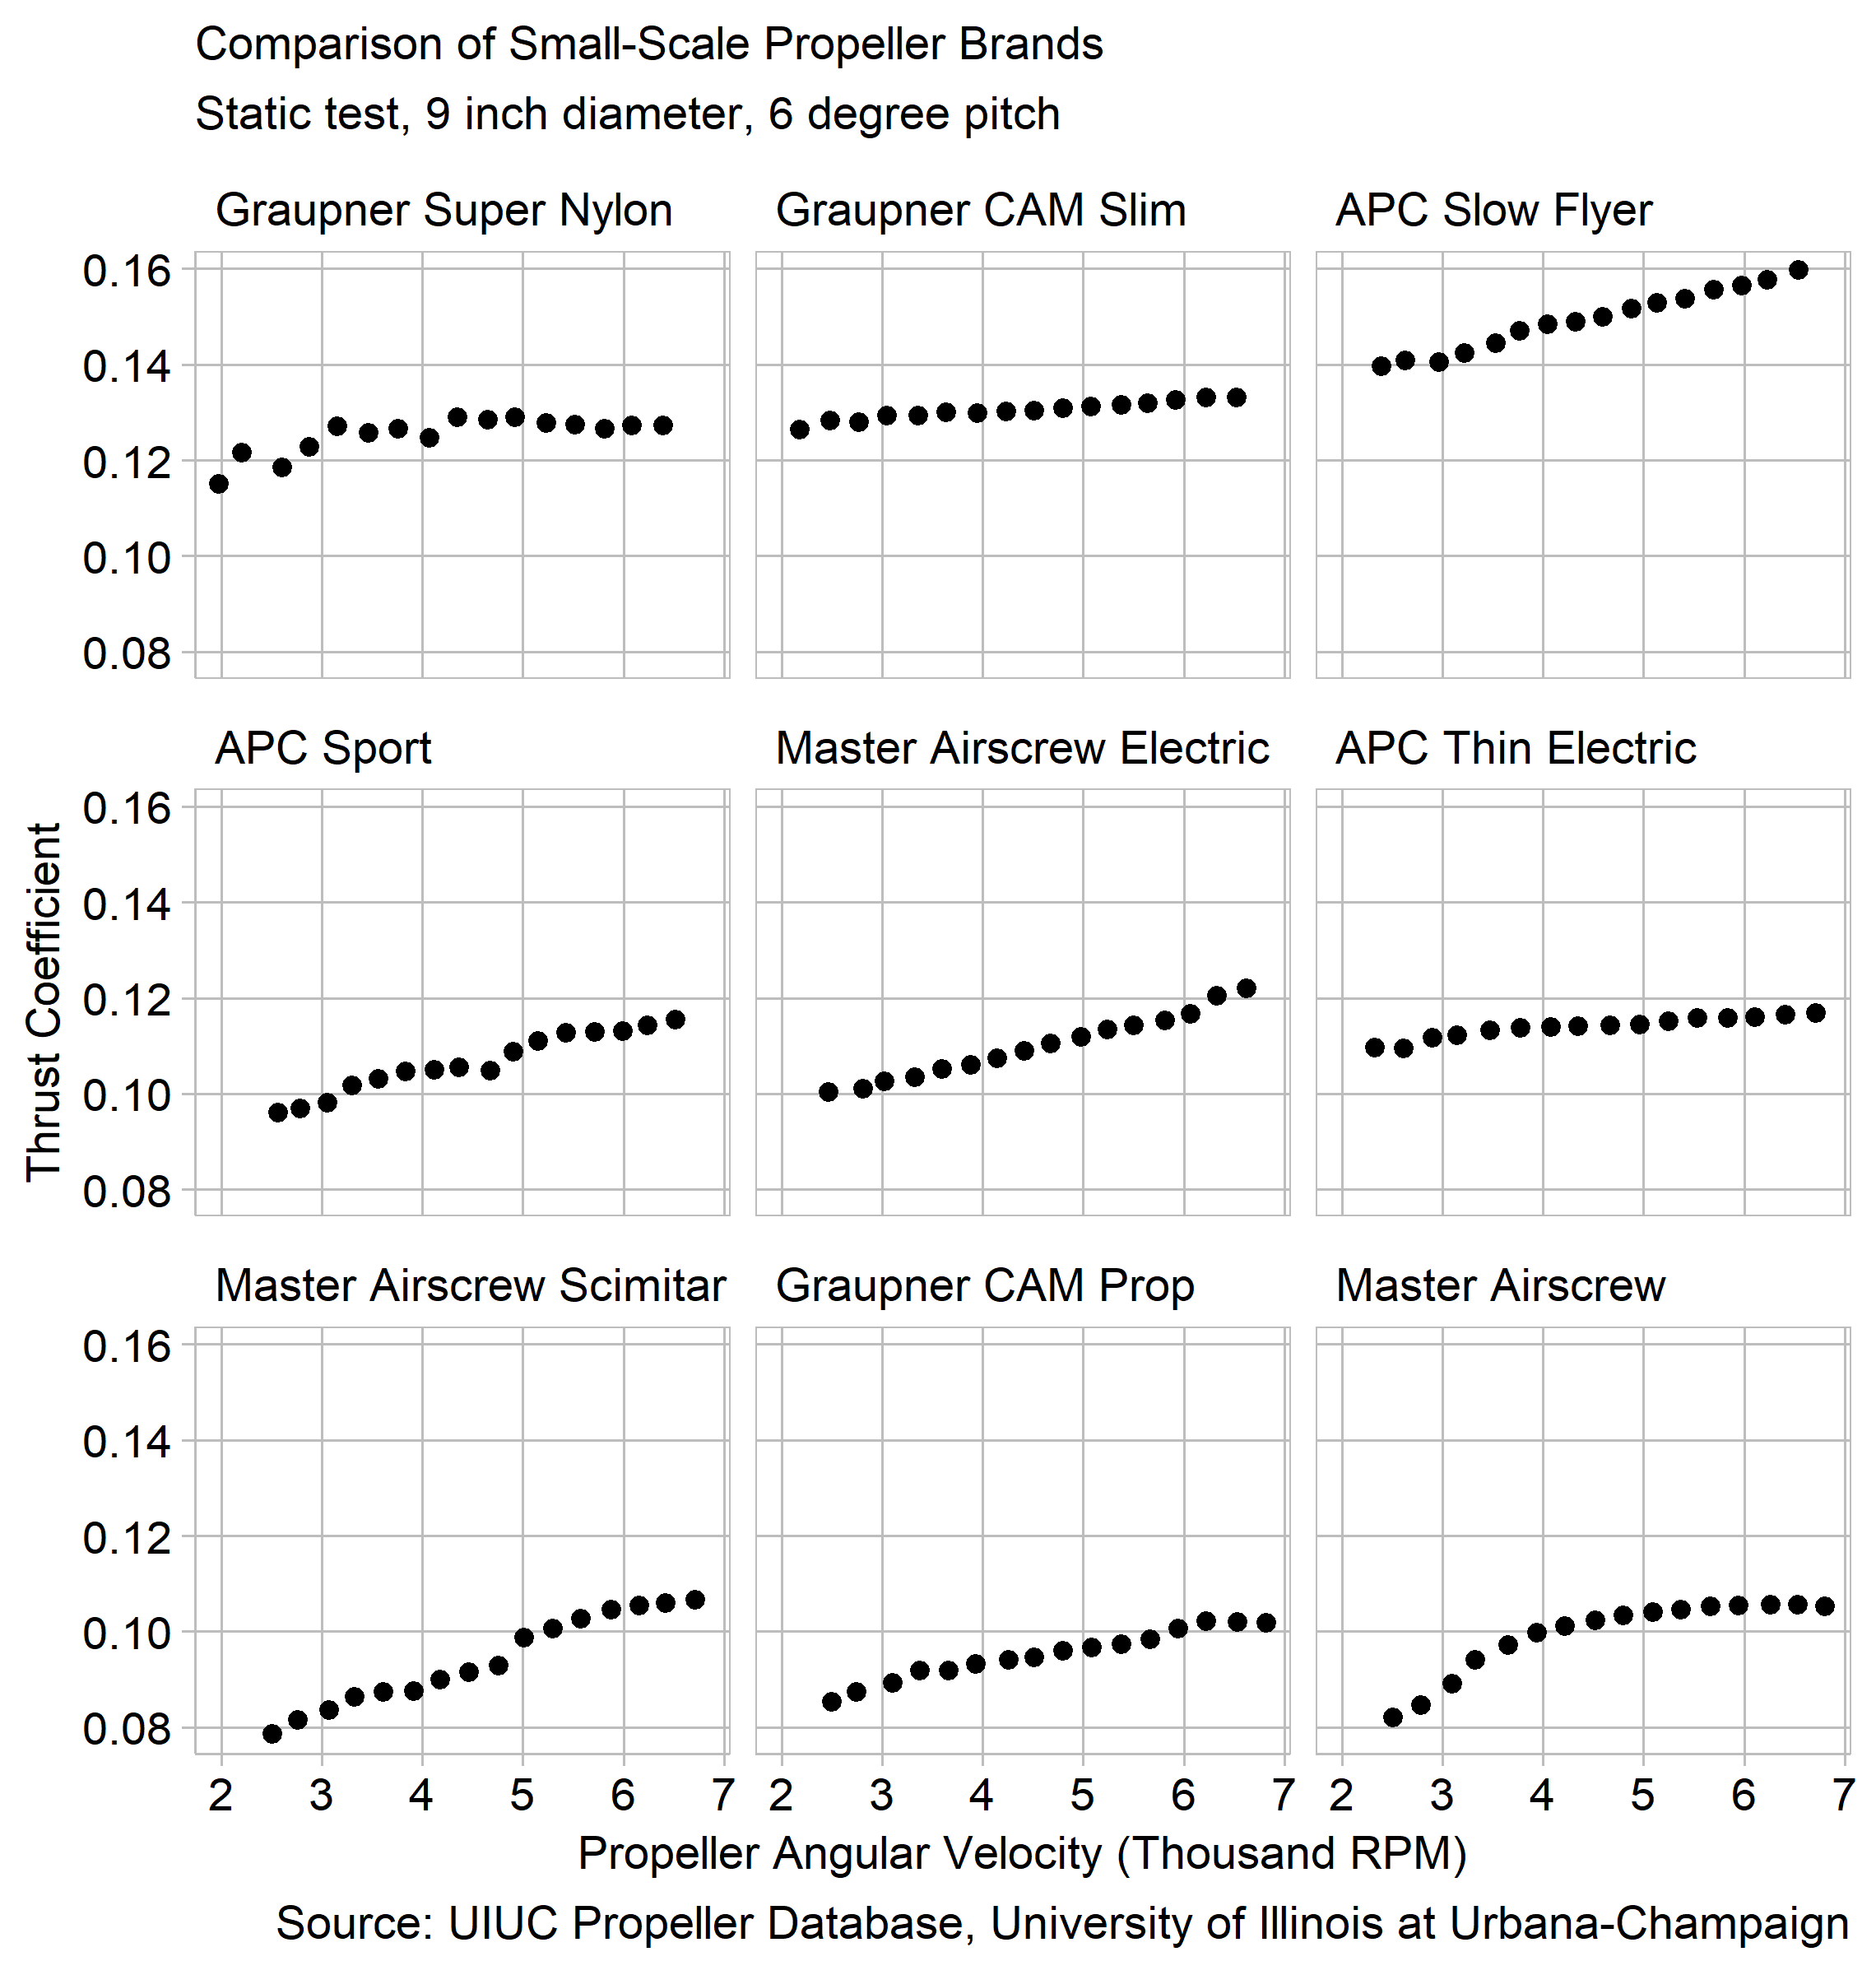 Comparison of Small-Scale Propeller Brands
Static test, 9 inch diameter, 6 degree pitch
Graupner Super Nylon
Graupner CAM Slim
APC Slow Flyer
0.16
0.14
0.12
0.10
0.08
APC Sport
Master Airscrew Electric
APC Thin Electric
Thrust Coefficient
0.16
0.14
0.12
0.10
0.08
Master Airscrew Scimitar
Graupner CAM Prop
Master Airscrew
0.16
0.14
0.12
0.10
0.08
2 3 4 5 6 7
2 3 4 5 6 7
2 3 4 5 6 7
Propeller Angular Velocity (Thousand RPM)
Source: UIUC Propeller Database, University of Illinois at Urbana-Champaign